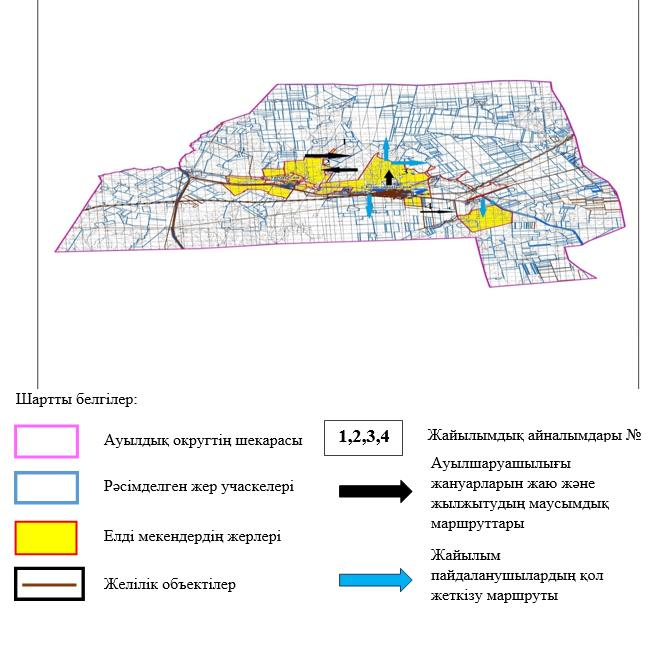 Шартты белгілер:
Ауылдық округтің шекарасы
Рәсімделген жер учаскелері
Елді мекендердің жерлері
Желілік объектілер
1,2,3,4
Жайылымдық айналымдары №
Ауылшаруашылығы
жануарларын жаю және
жылжытудың маусымдық
маршруттары
Жайылым
пайдаланушылардың қол
жеткізу маршруты